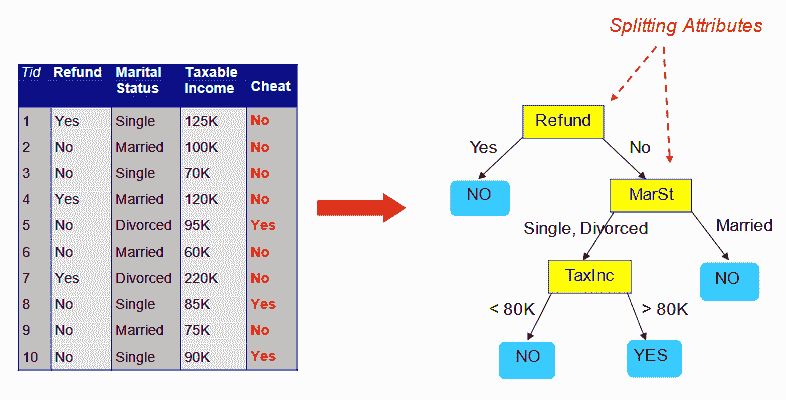 Splitting Attributes
Tid Refund Marital Status Taxable Income Cheat
1 Yes Single 125K No
2 No Married 100K No
3 No Single 70K No
4 Yes Married 120K No
5 No Divorced 95K Yes
6 No Married 60K No
7 Yes Divorced 220K No
8 No Single 85K Yes
9 No Married 75K No
10 No Single 90K Yes
Refund
Yes No
NO MarSt
Single, Divorced Married
TaxInc NO
< 80K > 80K
NO YES